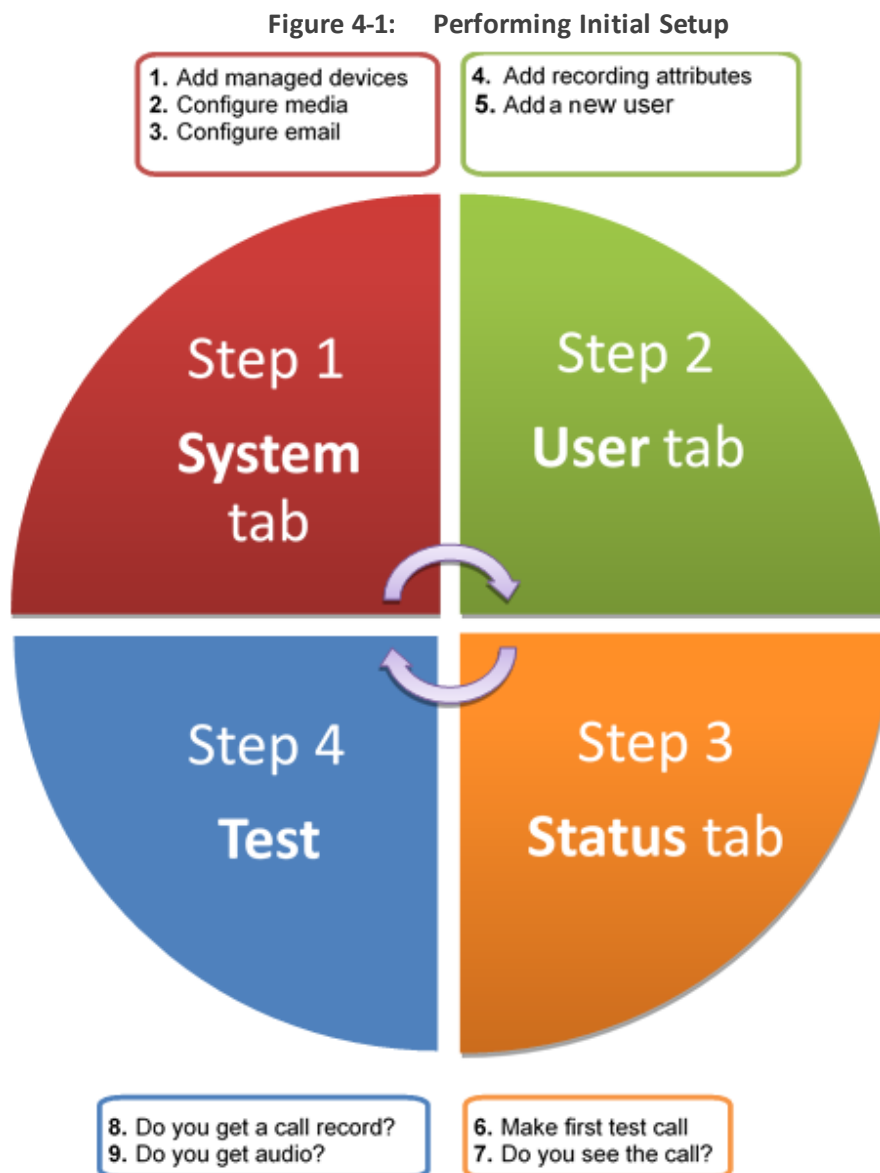 Figure 4-1: Performing Initial Setup
1. Add managed devices
2. Configure media
3. Configure email
4. Add recording attributes
5. Add a new user
Step 1
System
tab
Step 2
User tab
Step 4
Test
Step 3
Status tab
8. Do you get a call record?
9. Do you get audio?
6. Make first test call
7. Do you see the call?